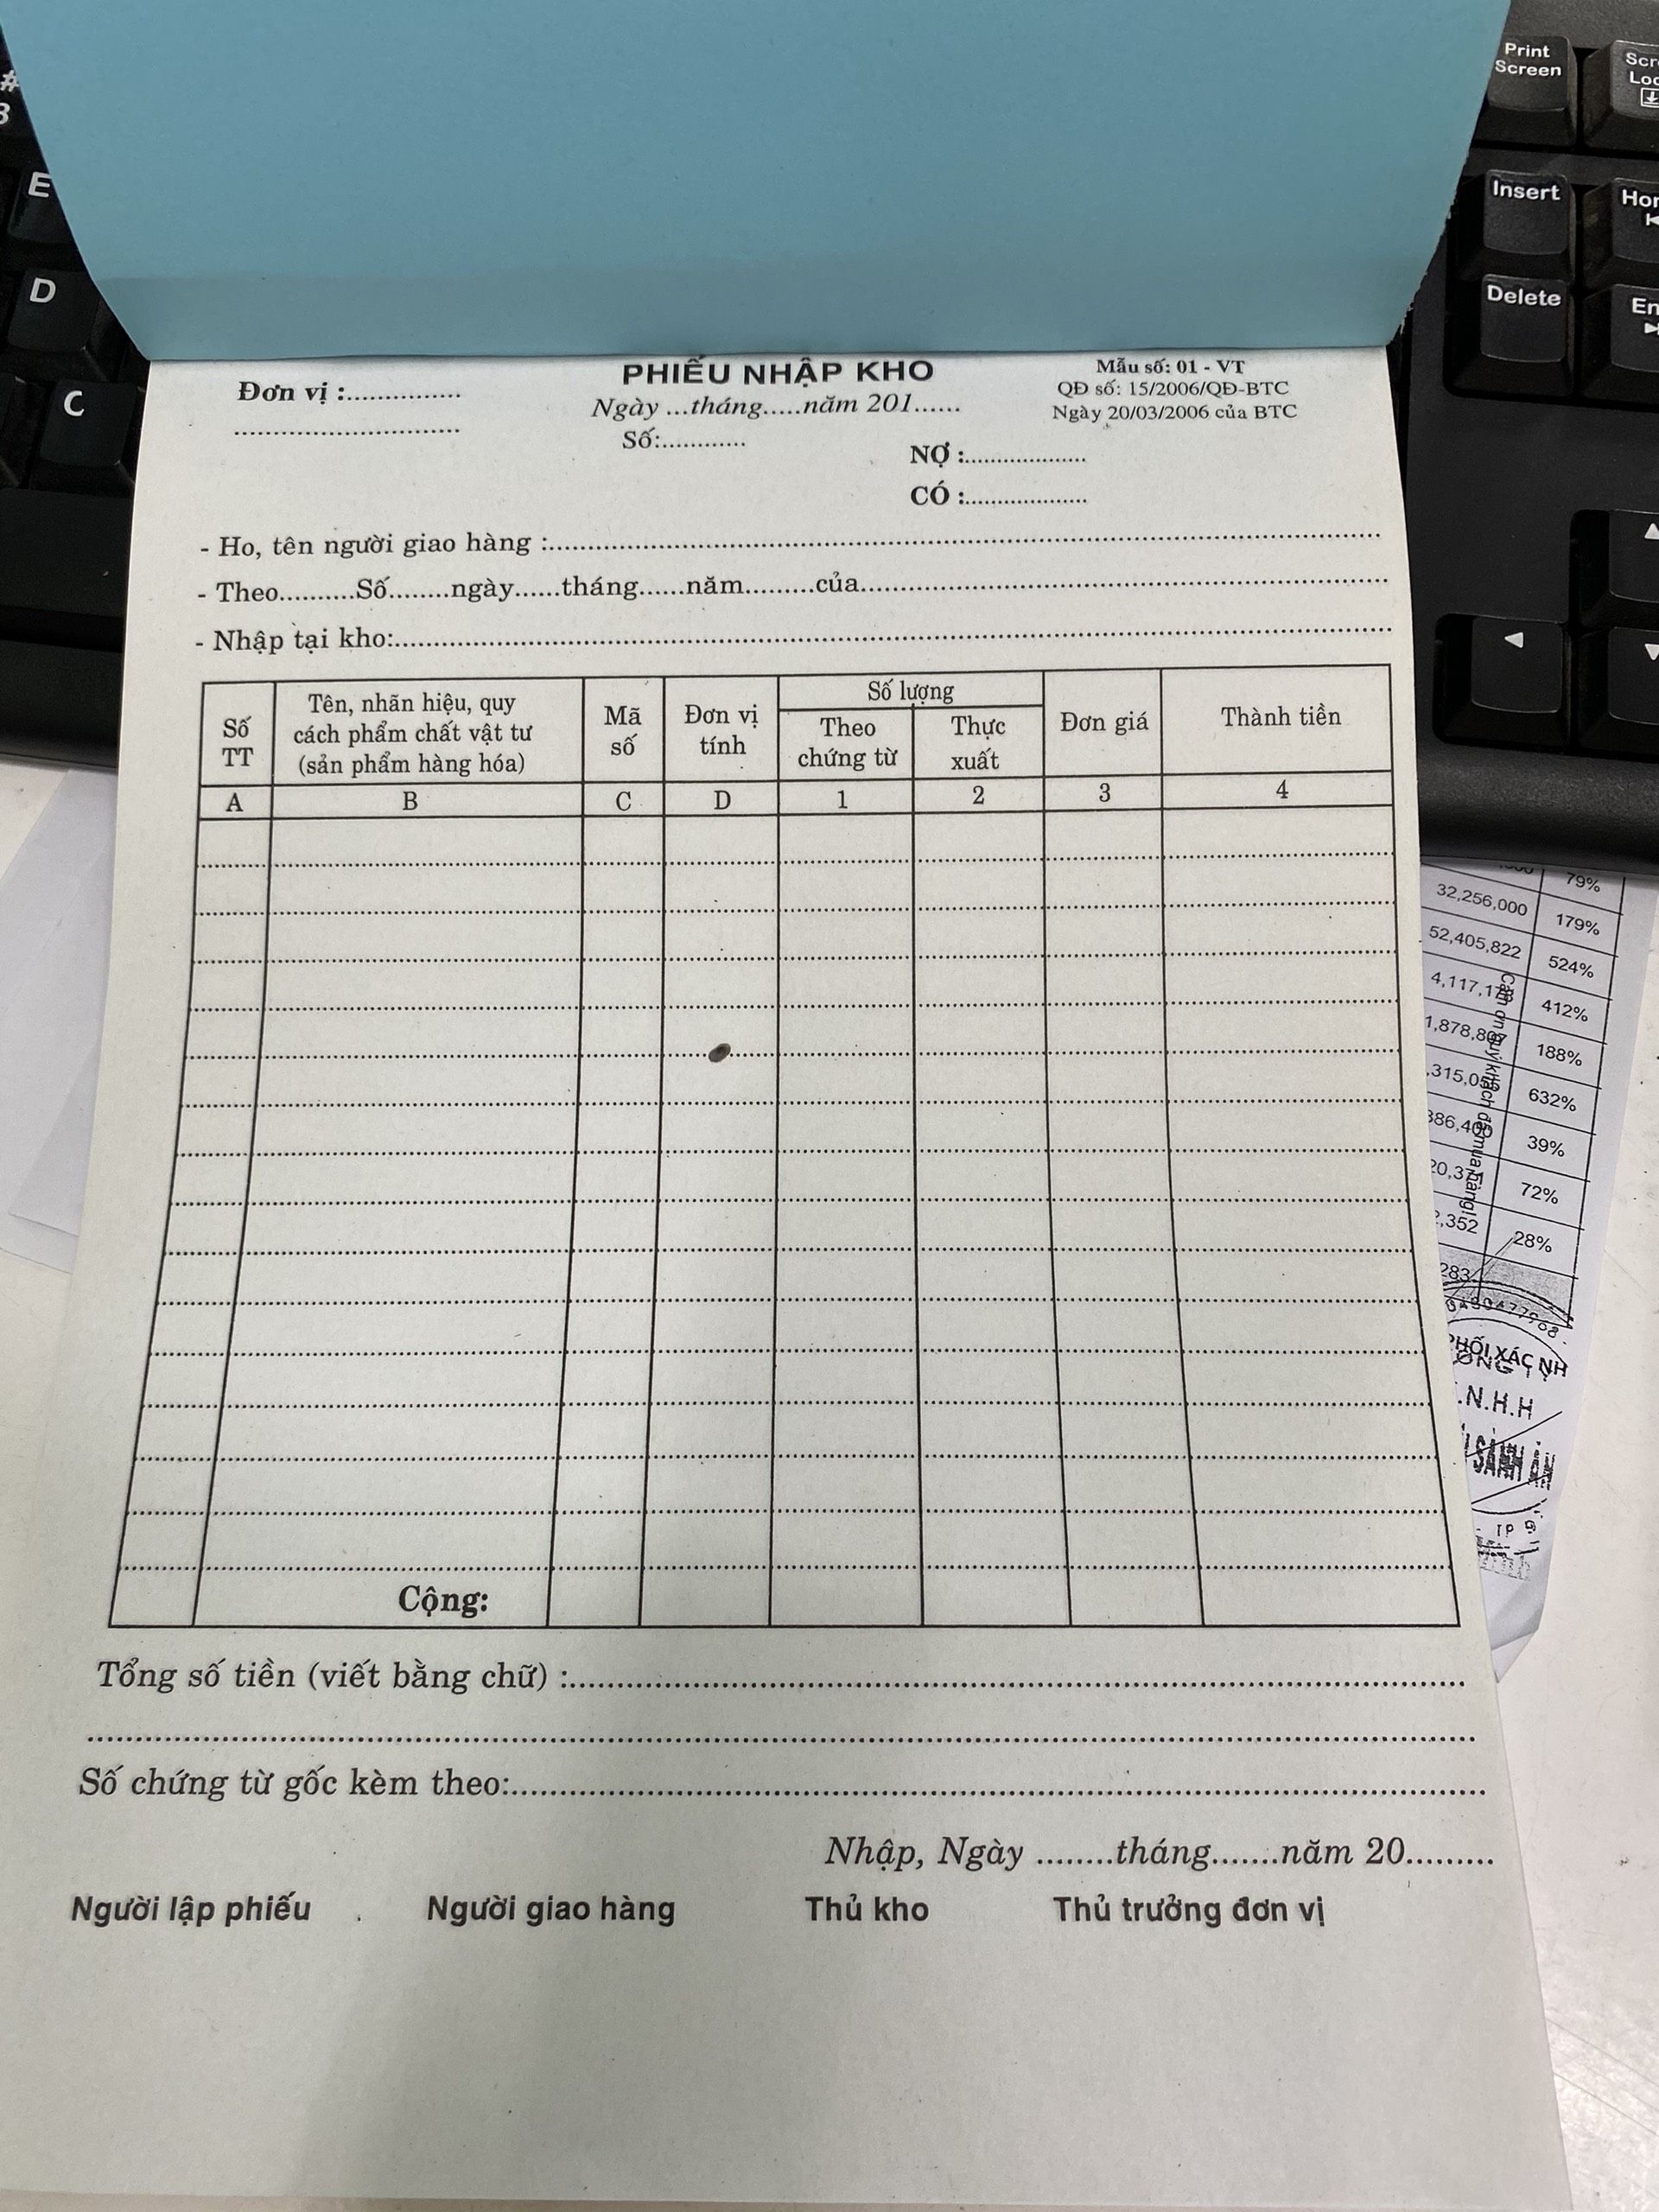 PHIẾU NHẬP KHO
Mẫu số: 01 - VT
Đơn vị :...............
Ngày ...tháng.....năm 201......
QĐ số: 15/2006/QĐ-BTC
Ngày 20/03/2006 của BTC
Số:............
NỢ :....................
CÓ :....................
- Ho, tên người giao hàng :....................
- Theo..........Số........ngày......tháng......năm.........của....................
- Nhập tại kho:....................
Số TT
Tên, nhãn hiệu, quy
cách phẩm chất vật tư
(sản phẩm hàng hóa)
Mã số
Đơn vị tính
Số lượng
Theo chứng từ
Thực xuất
Đơn giá
Thành tiền
A B C D 1 2 3 4
Cộng:
Tổng số tiền (viết bằng chữ) :....................
Số chứng từ gốc kèm theo:....................
Nhập, Ngày ........tháng.......năm 20.........
Người lập phiếu Người giao hàng Thủ kho Thủ trưởng đơn vị
Print Screen
Insert
Delete
E
D
C
79%
32,256,000 179%
52,405,822 524%
412%
188%
632%
39%
72%
28%